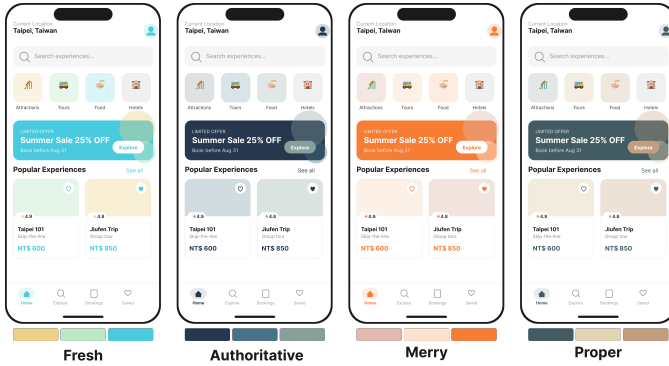 Current Location
Taipei, Taiwan
Search experiences...
Attractions Tours Food Hotels
LIMITED OFFER
Summer Sale 25% OFF
Book before Aug 31
Explore
Popular Experiences See all
4.9 4.9
Taipei 101 Jiufen Trip
Skip-the-line Group tour
NT$ 600 NT$ 850
Home Explore Bookings Saved
Fresh
Current Location
Taipei, Taiwan
Search experiences...
Attractions Tours Food Hotels
LIMITED OFFER
Summer Sale 25% OFF
Book before Aug 31
Explore
Popular Experiences See all
4.9 4.9
Taipei 101 Jiufen Trip
Skip-the-line Group tour
NT$ 600 NT$ 850
Home Explore Bookings Saved
Authoritative
Current Location
Taipei, Taiwan
Search experiences...
Attractions Tours Food Hotels
LIMITED OFFER
Summer Sale 25% OFF
Book before Aug 31
Explore
Popular Experiences See all
4.9 4.9
Taipei 101 Jiufen Trip
Skip-the-line Group tour
NT$ 600 NT$ 850
Home Explore Bookings Saved
Merry
Current Location
Taipei, Taiwan
Search experiences...
Attractions Tours Food Hotels
LIMITED OFFER
Summer Sale 25% OFF
Book before Aug 31
Explore
Popular Experiences See all
4.9 4.9
Taipei 101 Jiufen Trip
Skip-the-line Group tour
NT$ 600 NT$ 850
Home Explore Bookings Saved
Proper